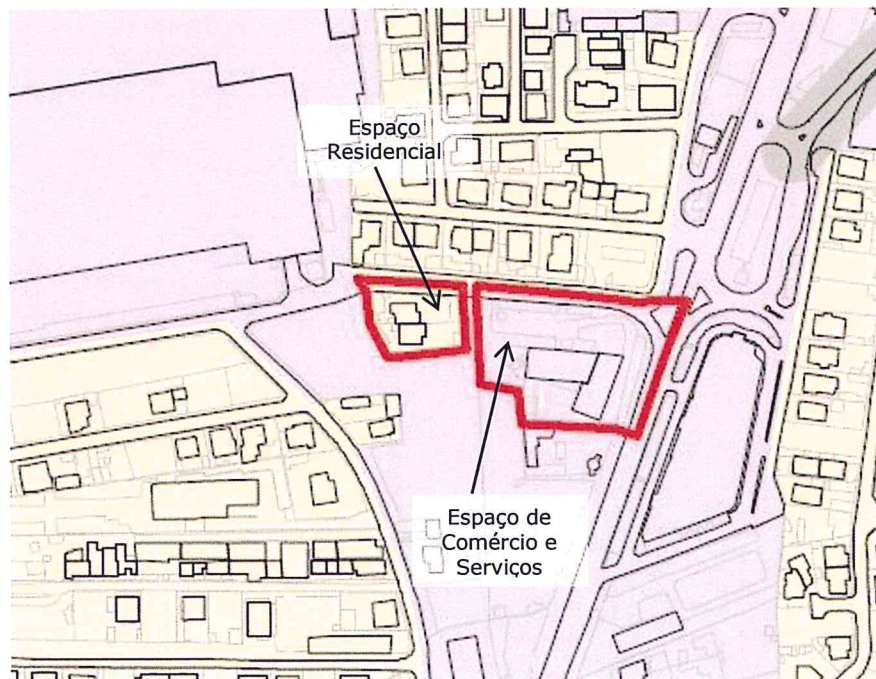 Espaço
Residencial
Espaço de
Comércio e
Serviços